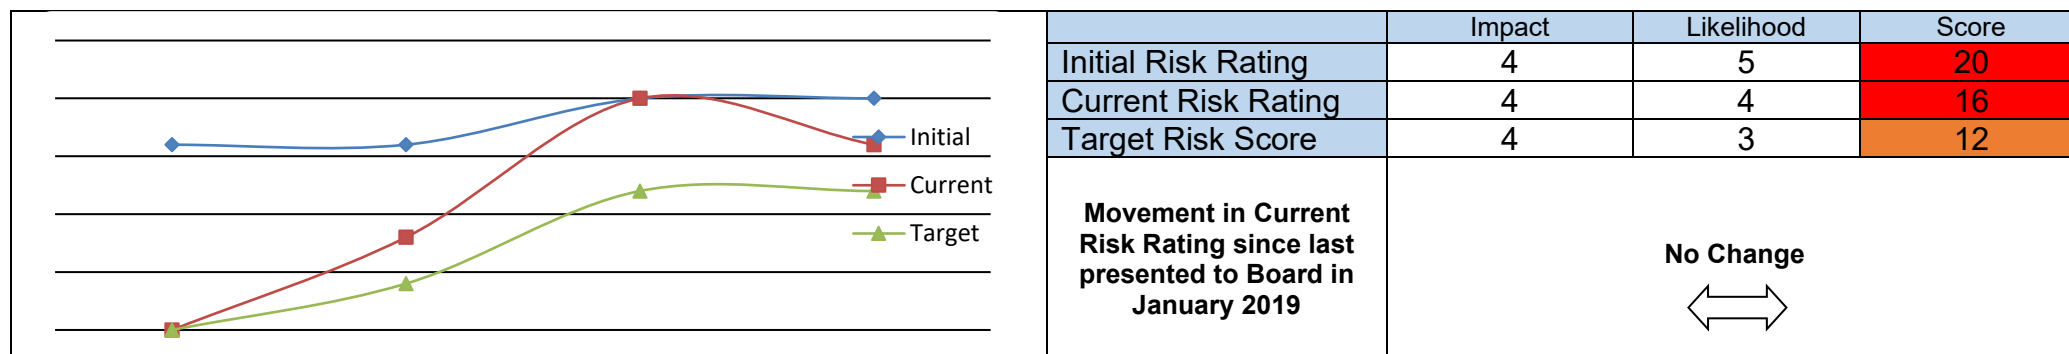 Initial
Current
Target
Impact Likelihood Score
Initial Risk Rating 4 5 20
Current Risk Rating 4 4 16
Target Risk Score 4 3 12
Movement in Current
Risk Rating since last
presented to Board in
January 2019
No Change